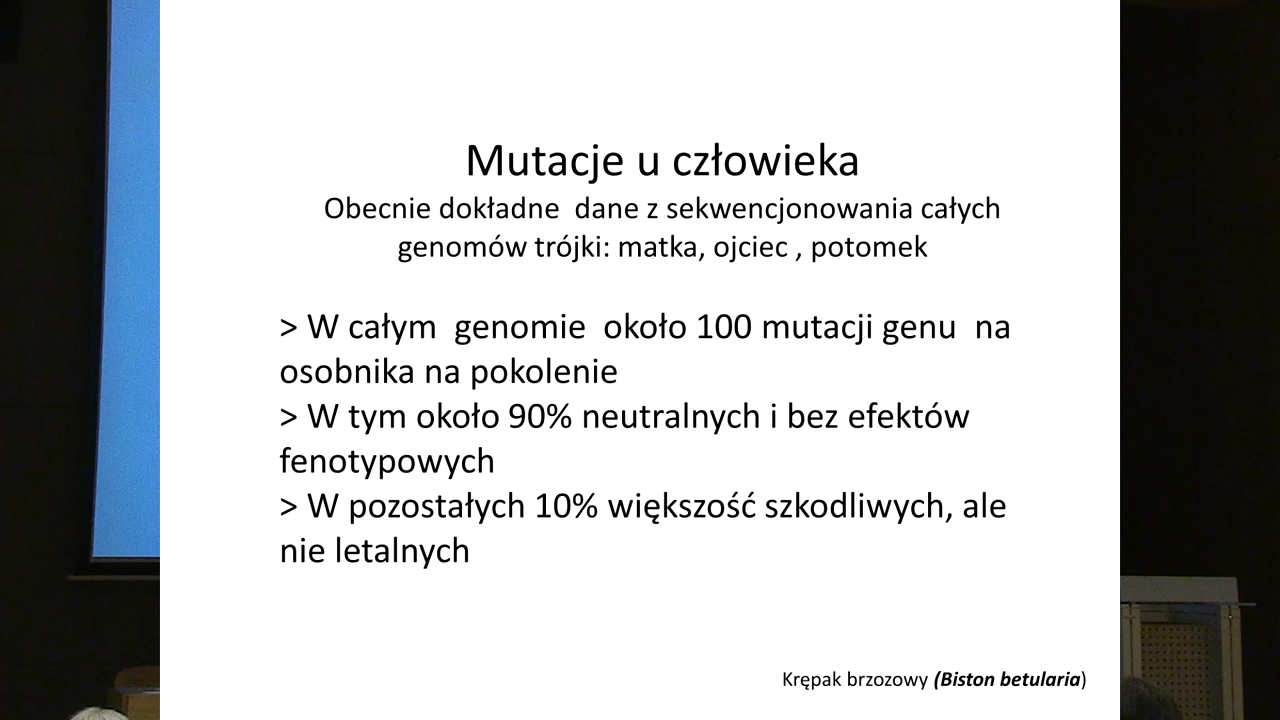 Mutacje u człowieka
Obecnie dokładne  dane z sekwencjonowania całych
genomów trójki: matka, ojciec , potomek
> W całym  genomie  około 100 mutacji genu  na
osobnika na pokolenie
> W tym około 90% neutralnych i bez efektów
fenotypowych
> W pozostałych 10% większość szkodliwych, ale
nie letalnych
Krępak brzozowy (Biston betularia)